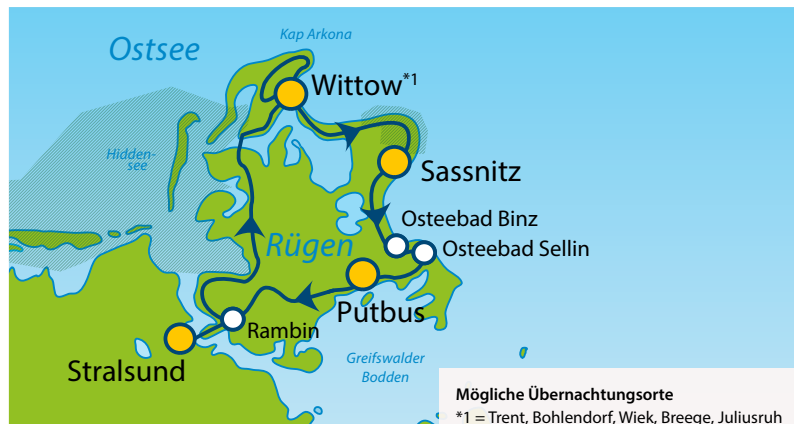 Kap Arkona
Ostsee
Wittow*1
Hidden-
see
Sassnitz
Osteebad Binz
Rügen
Osteebad Sellin
Putbus
Rambin
Stralsund
Greifswalder
Bodden
Mögliche Übernachtungsorte
*1 = Trent, Bohlendorf, Wiek, Breege, Juliusruh